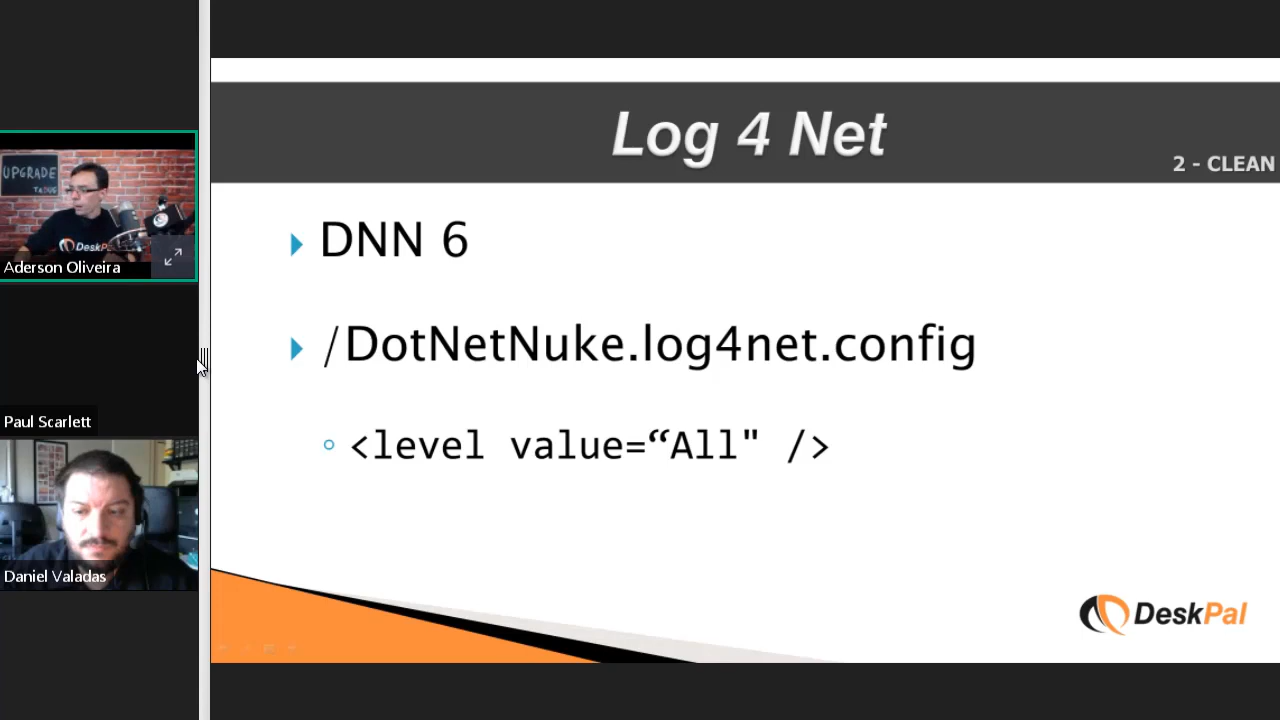 UPGRADE
DeskPal
Aderson Oliveira
Paul Scarlett
Daniel Valadas
Log 4 Net
2 - CLEAN
DNN 6
/DotNetNuke.log4net.config
<level value=“All" />
DeskPal